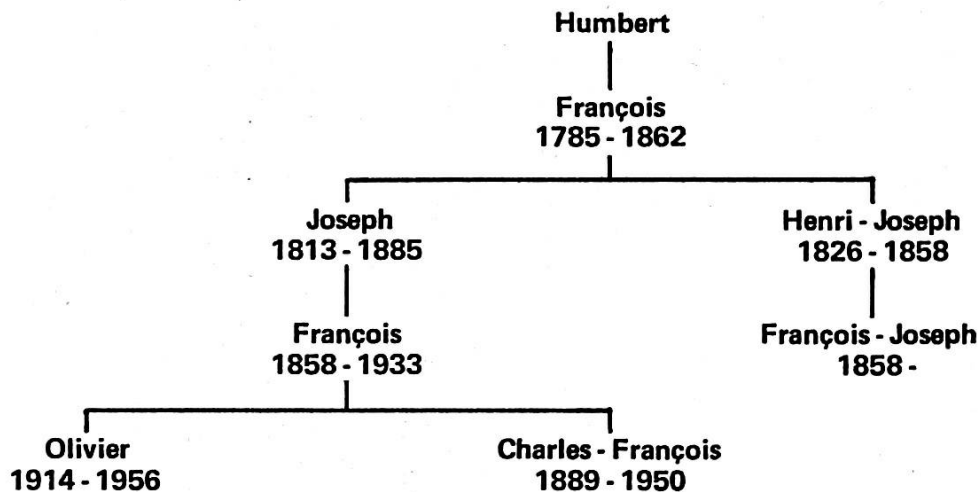 Humbert
François
1785 - 1862
Joseph
1813 - 1885
Henri - Joseph
1826 - 1858
François
1858 - 1933
François - Joseph
1858 -
Olivier
1914 - 1956
Charles - François
1889 - 1950